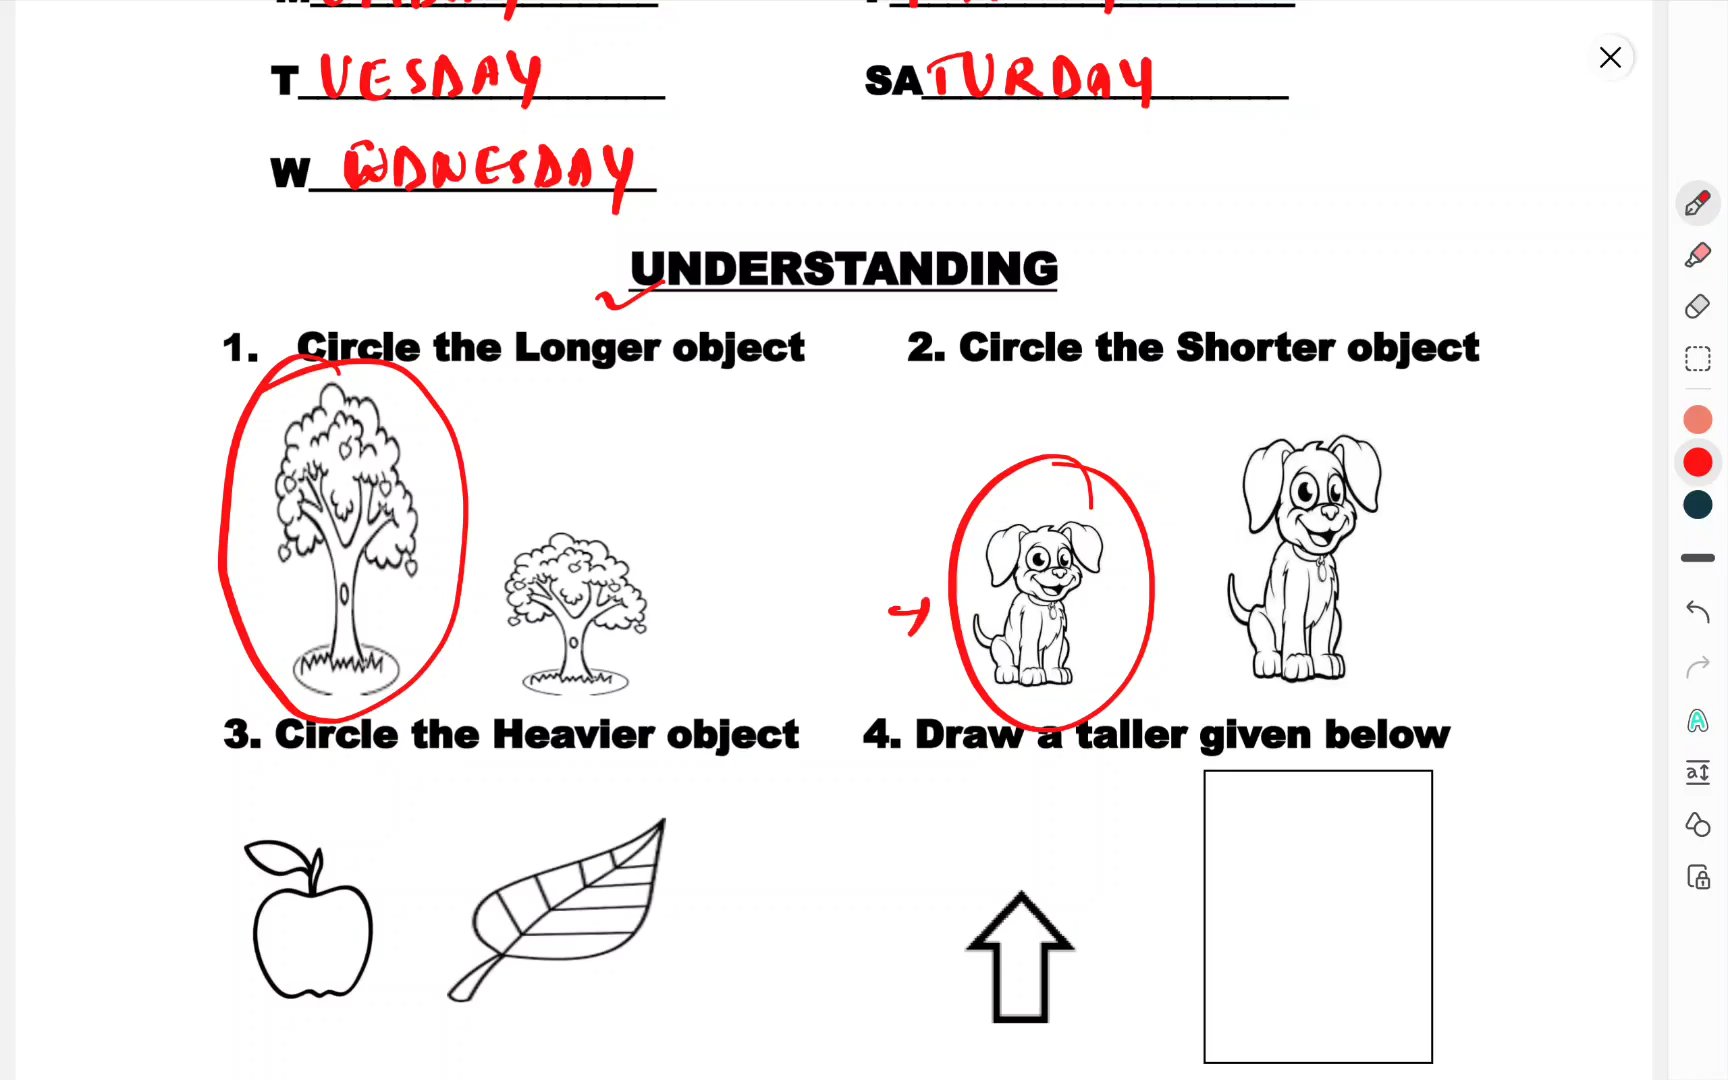 TUESDAY SATURDAY
WEDNESDAY
UNDERSTANDING
1. Circle the Longer object 2. Circle the Shorter object
3. Circle the Heavier object 4. Draw a taller given below